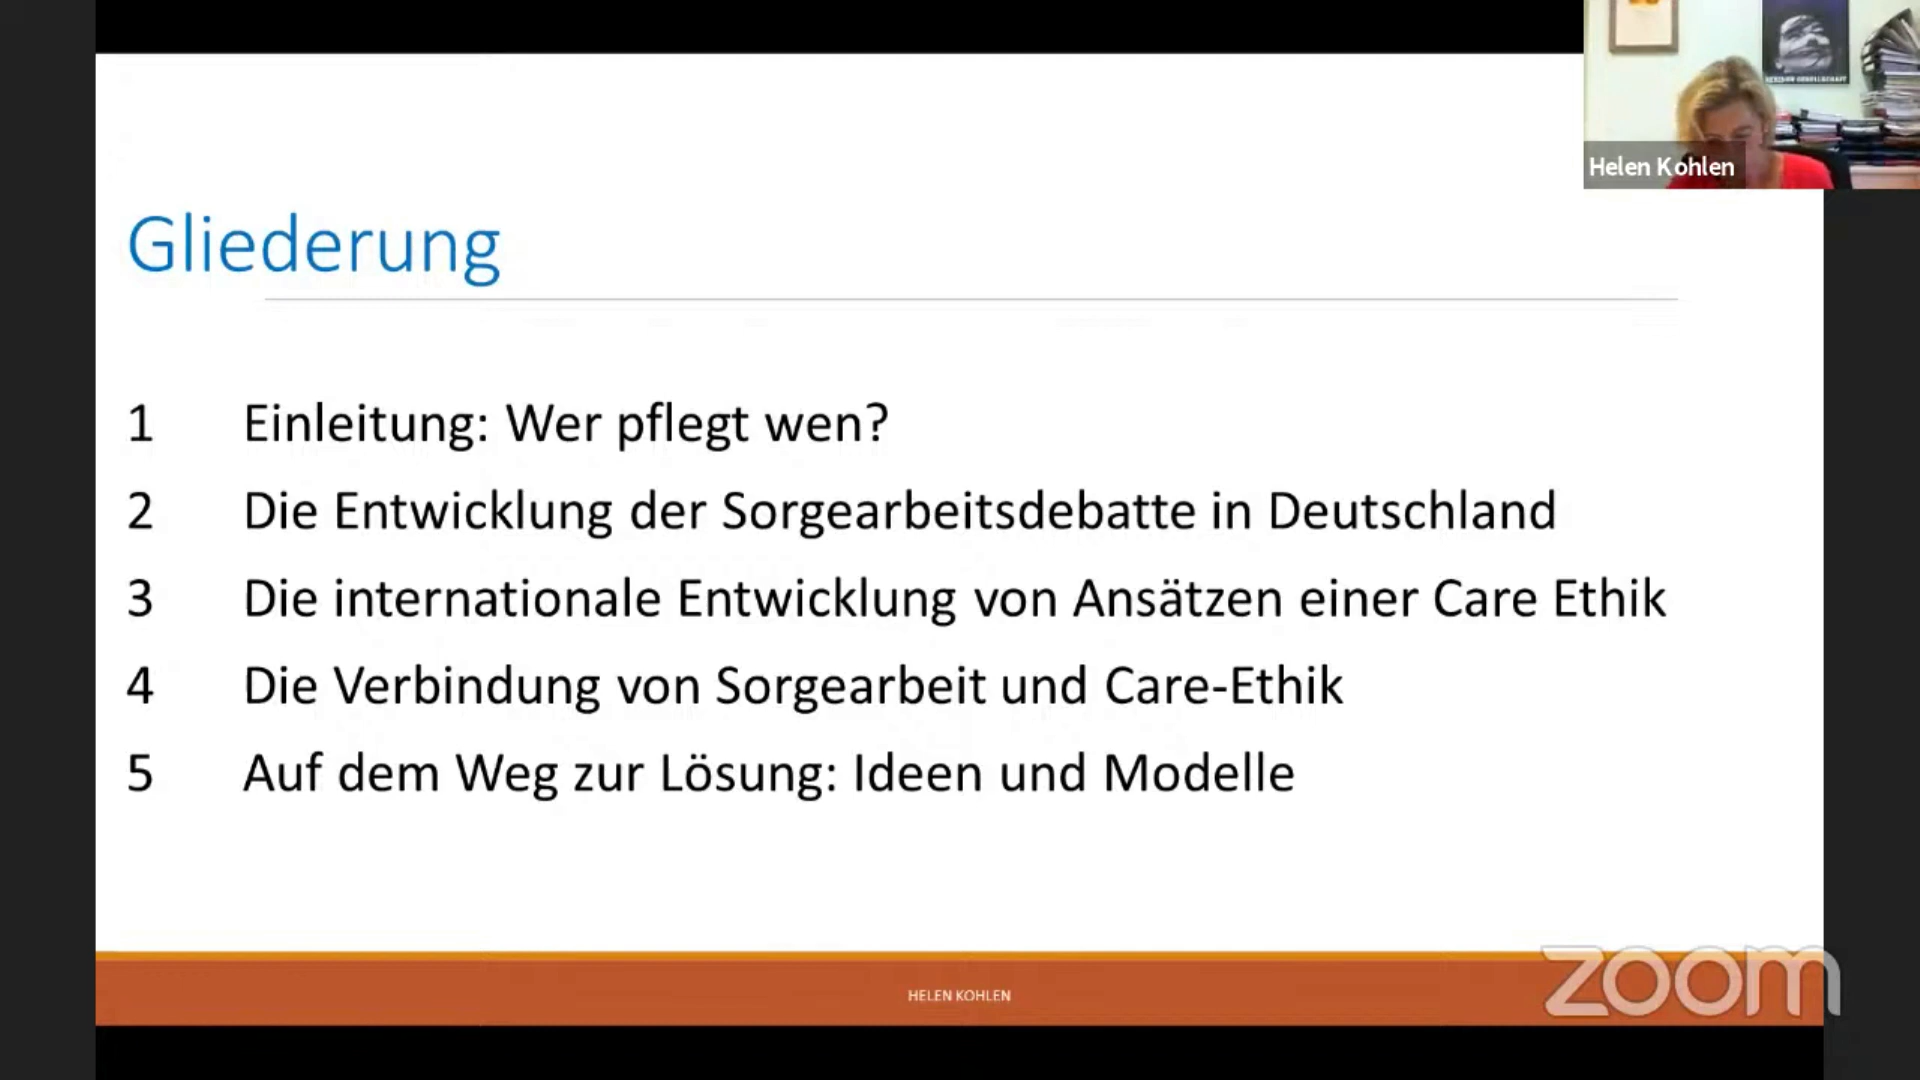 Helen Kohlen
Gliederung
1 Einleitung: Wer pflegt wen?
2 Die Entwicklung der Sorgearbeitsdebatte in Deutschland
3 Die internationale Entwicklung von Ansätzen einer Care Ethik
4 Die Verbindung von Sorgearbeit und Care-Ethik
5 Auf dem Weg zur Lösung: Ideen und Modelle
HELEN KOHLEN
zoom